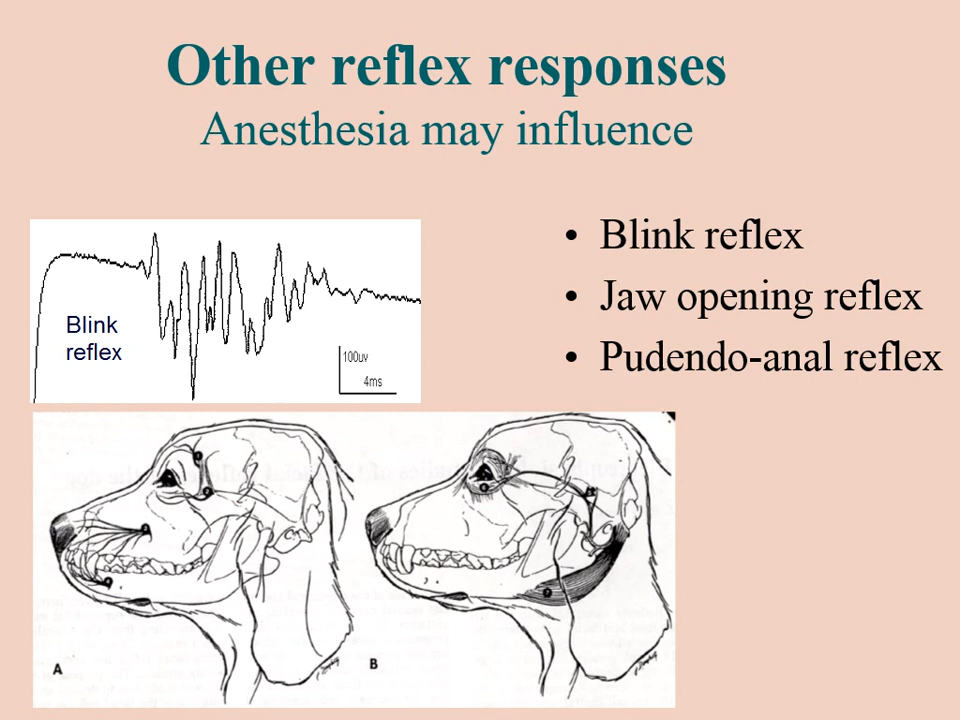 Other reflex responses
Anesthesia may influence
• Blink reflex
• Jaw opening reflex
• Pudendo-anal reflex
Blink
reflex
100uv
4ms
A
B